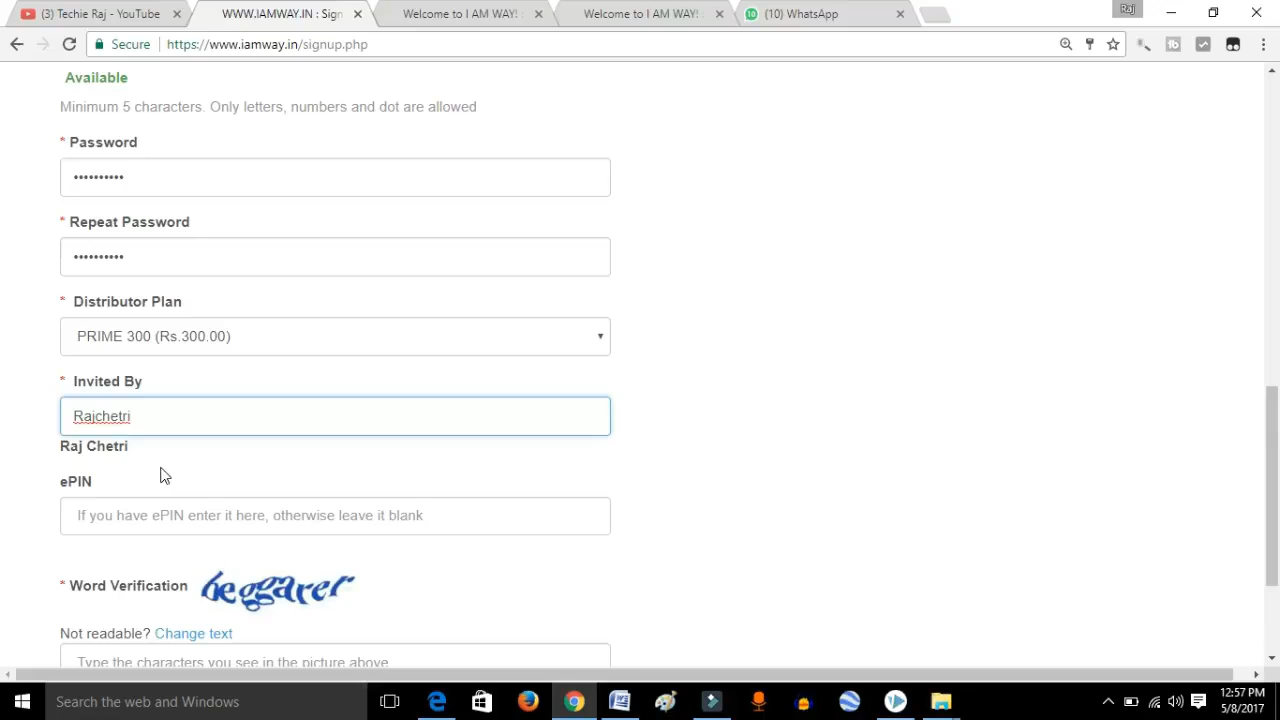 (3) Techie Raj - YouTube
WWW.IAMWAY.IN : Sign
Welcome to I AM WAY! :
Welcome to I AM WAY! :
(10) WhatsApp
Raj
Secure
https://www.iamway.in/signup.php
Available
Minimum 5 characters. Only letters, numbers and dot are allowed
* Password
••••••••••
* Repeat Password
••••••••••
* Distributor Plan
PRIME 300 (Rs.300.00)
* Invited By
Rajchetri
Raj Chetri
ePIN
If you have ePIN enter it here, otherwise leave it blank
* Word Verification beggarer
Not readable? Change text
Type the characters you see in the picture above
Search the web and Windows
12:57 PM
5/8/2017